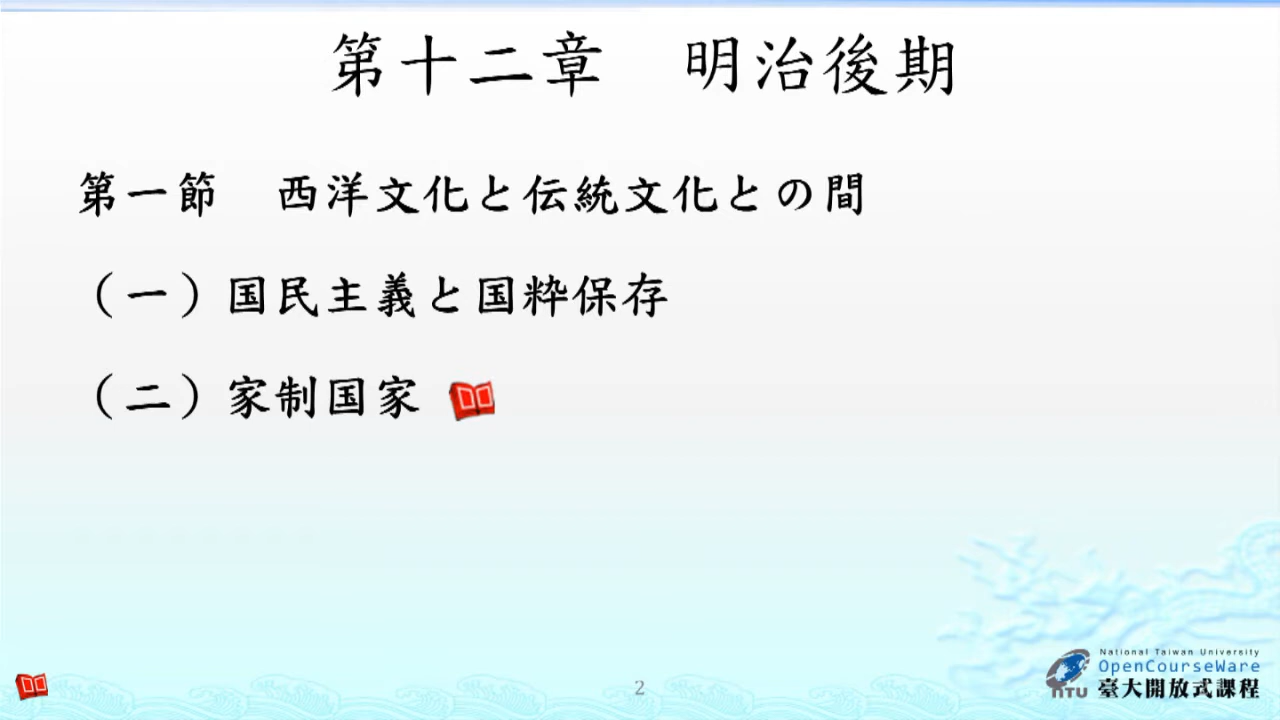 第十二章　明治後期
第一節　西洋文化と伝統文化との間
（一）国民主義と国粋保存
（二）家制国家
2
National Taiwan University
OpenCourseWare
NTU 臺大開放式課程